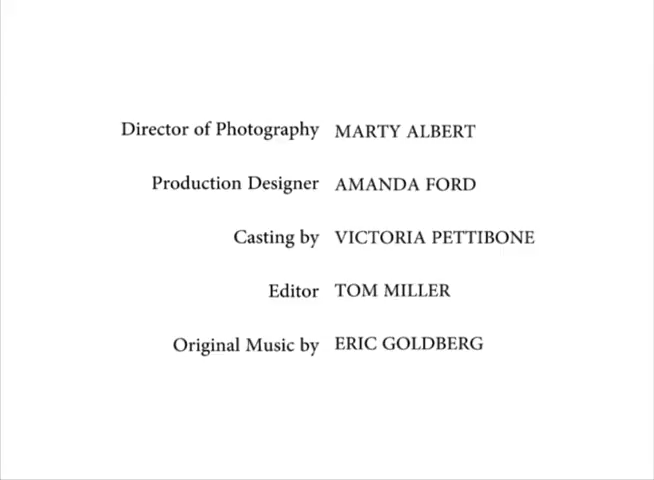 Director of Photography MARTY ALBERT
Production Designer AMANDA FORD
Casting by VICTORIA PETTIBONE
Editor TOM MILLER
Original Music by ERIC GOLDBERG